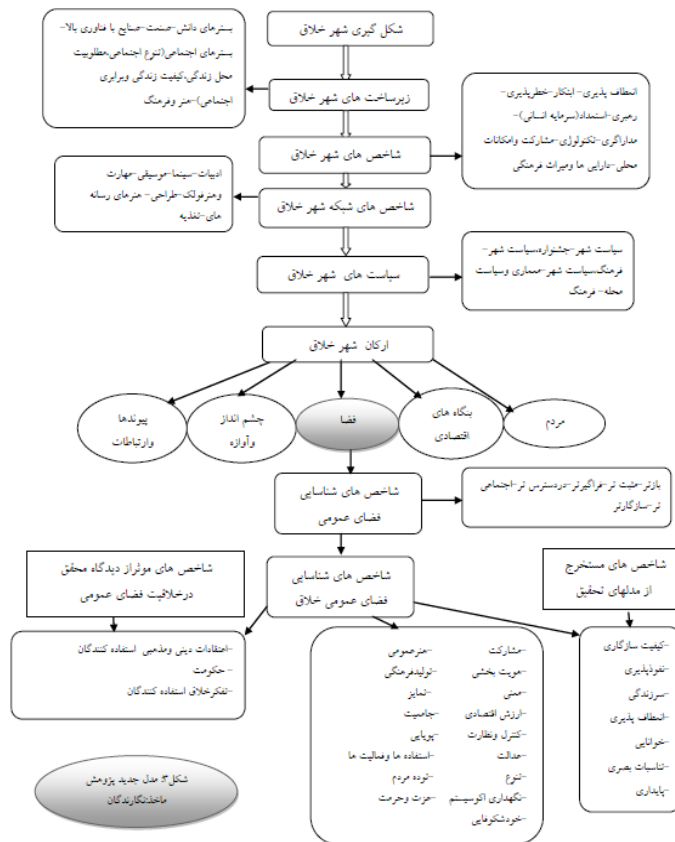 شکل گیری شهر خلاق
بسترهای دانش-صنعت-صنایع با فناوری بالا-
بسترهای اجتماعی(تنوع اجتماعی،مطلوبیت
محل زندگی،کیفیت زندگی وبرابری
اجتماعی)-هنر وفرهنگ
زیرساخت های شهر خلاق
انعطاف پذیری- ابتکار-خطرپذیری-
رهبری-استعداد(سرمایه انسانی)-
مداراگری-تکنولوژی-مشارکت وامکانات
محلی-دارایی ها ومیراث فرهنگی
شاخص های شهر خلاق
ادبیات-سینما-موسیقی-مهارت
وهنرفولک-طراحی- هنرهای رسانه
های-تغذیه
شاخص های شبکه شهر خلاق
سیاست شهر-جشنواره،سیاست شهر-
فرهنگ،سیاست شهر-معماری وسیاست
محله- فرهنگ
سیاست های شهر خلاق
ارکان شهر خلاق
مردم
بنگاه های
اقتصادی
فضا
چشم انداز
وآوازه
پیوندها
وارتباطات
شاخص های شناسایی
فضای عمومی
بازتر-مثبت تر-فراگیرتر-دردسترس تر-اجتماعی
تر-سازگارتر
شاخص های مستخرج
از مدلهای تحقیق
شاخص های شناسایی
فضای عمومی خلاق
شاخص های موثراز دیدگاه محقق
درخلاقیت فضای عمومی
-کیفیت سازگاری
-نفوذپذیری
-سرزندگی
-انعطاف پذیری
-خوانایی
-تناسبات بصری
-پایداری
مشارکت
-هویت بخشی
-معنی
-ارزش اقتصادی
-کنترل ونظارت
-عدالت
-تنوع
-نگهداری اکوسیستم
-خودشکوفایی
-هنرعمومی
-تولیدفرهنگی
-تمایز
-جامعیت
-پویایی
-استفاده ها وفعالیت ها
-توده مردم
-عزت وحرمت
-اعتقادات دینی ومذهبی استفاده کنندگان
-حکومت
-تفکرخلاق استفاده کنندگان
شکل۳: مدل جدید پژوهش
ماخذ:نگارندگان